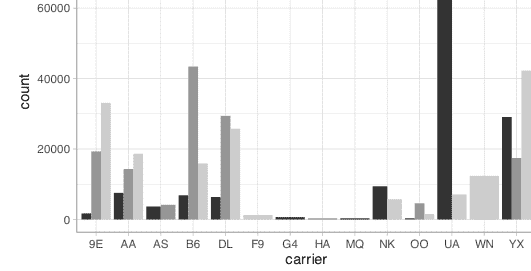 60000
40000
20000
0
count
9E AA AS B6 DL F9 G4 HA MQ NK OO UA WN YX
carrier